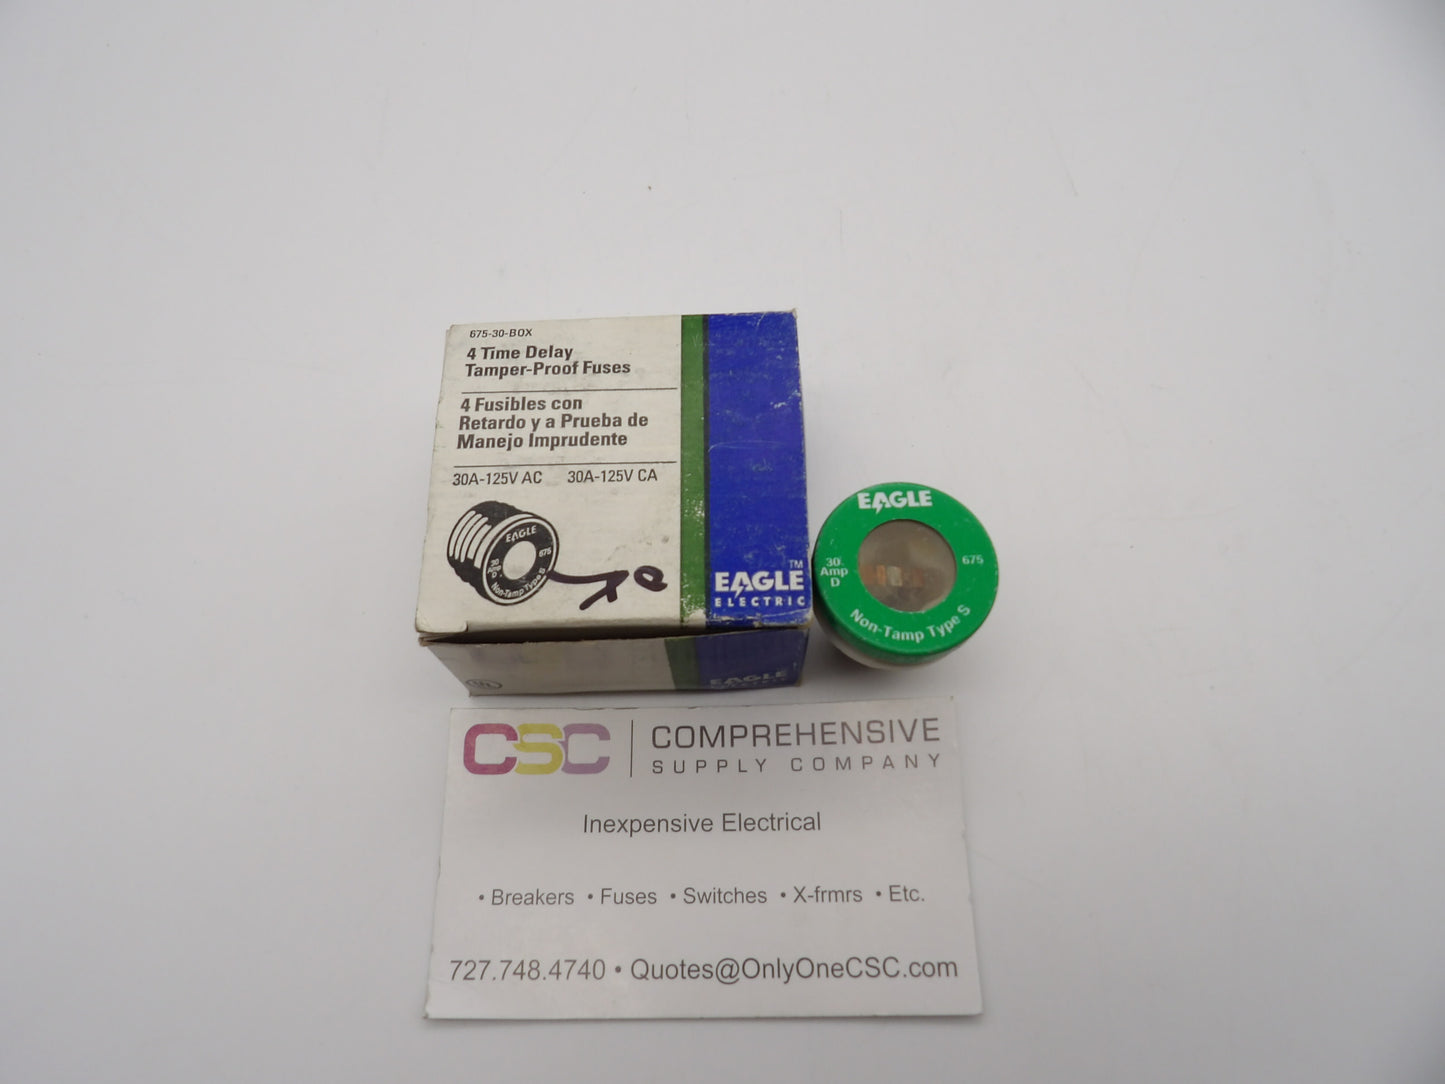 675-30-BOX
4 Time Delay
Tamper-Proof Fuses
4 Fusibles con
Retardo y a Prueba de
Manejo Imprudente
30A-125V AC 30A-125V CA
EAGLE
675
30
Amp
D
Non-Tamp Type S
TM
EAGLE
ELECTRIC
EAGLE
ELECTRIC
UL
EAGLE
30.
Amp
D
675
Non-Tamp Type S
CSC
COMPREHENSIVE
SUPPLY COMPANY
Inexpensive Electrical
• Breakers • Fuses • Switches • X-frmrs • Etc.
727.748.4740 • Quotes@OnlyOneCSC.com